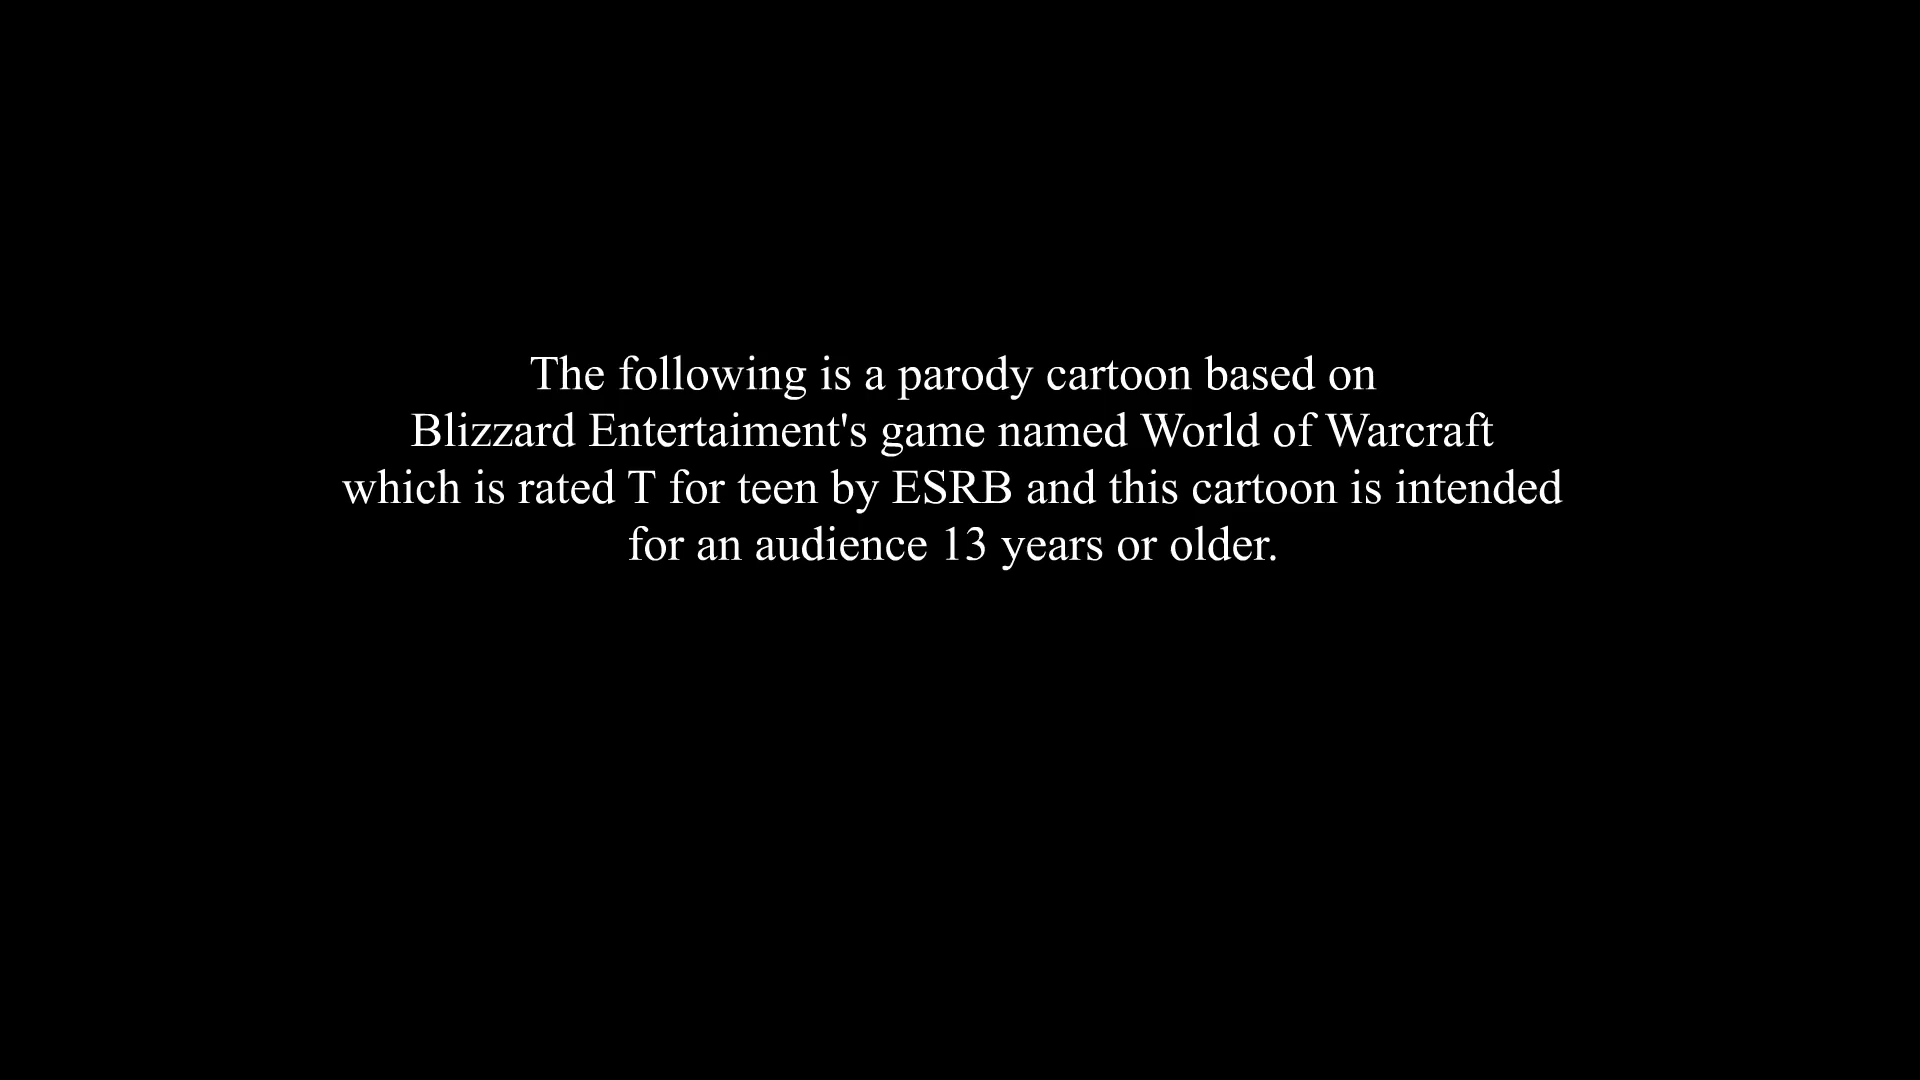 The following is a parody cartoon based on
Blizzard Entertaiment's game named World of Warcraft
which is rated T for teen by ESRB and this cartoon is intended
for an audience 13 years or older.